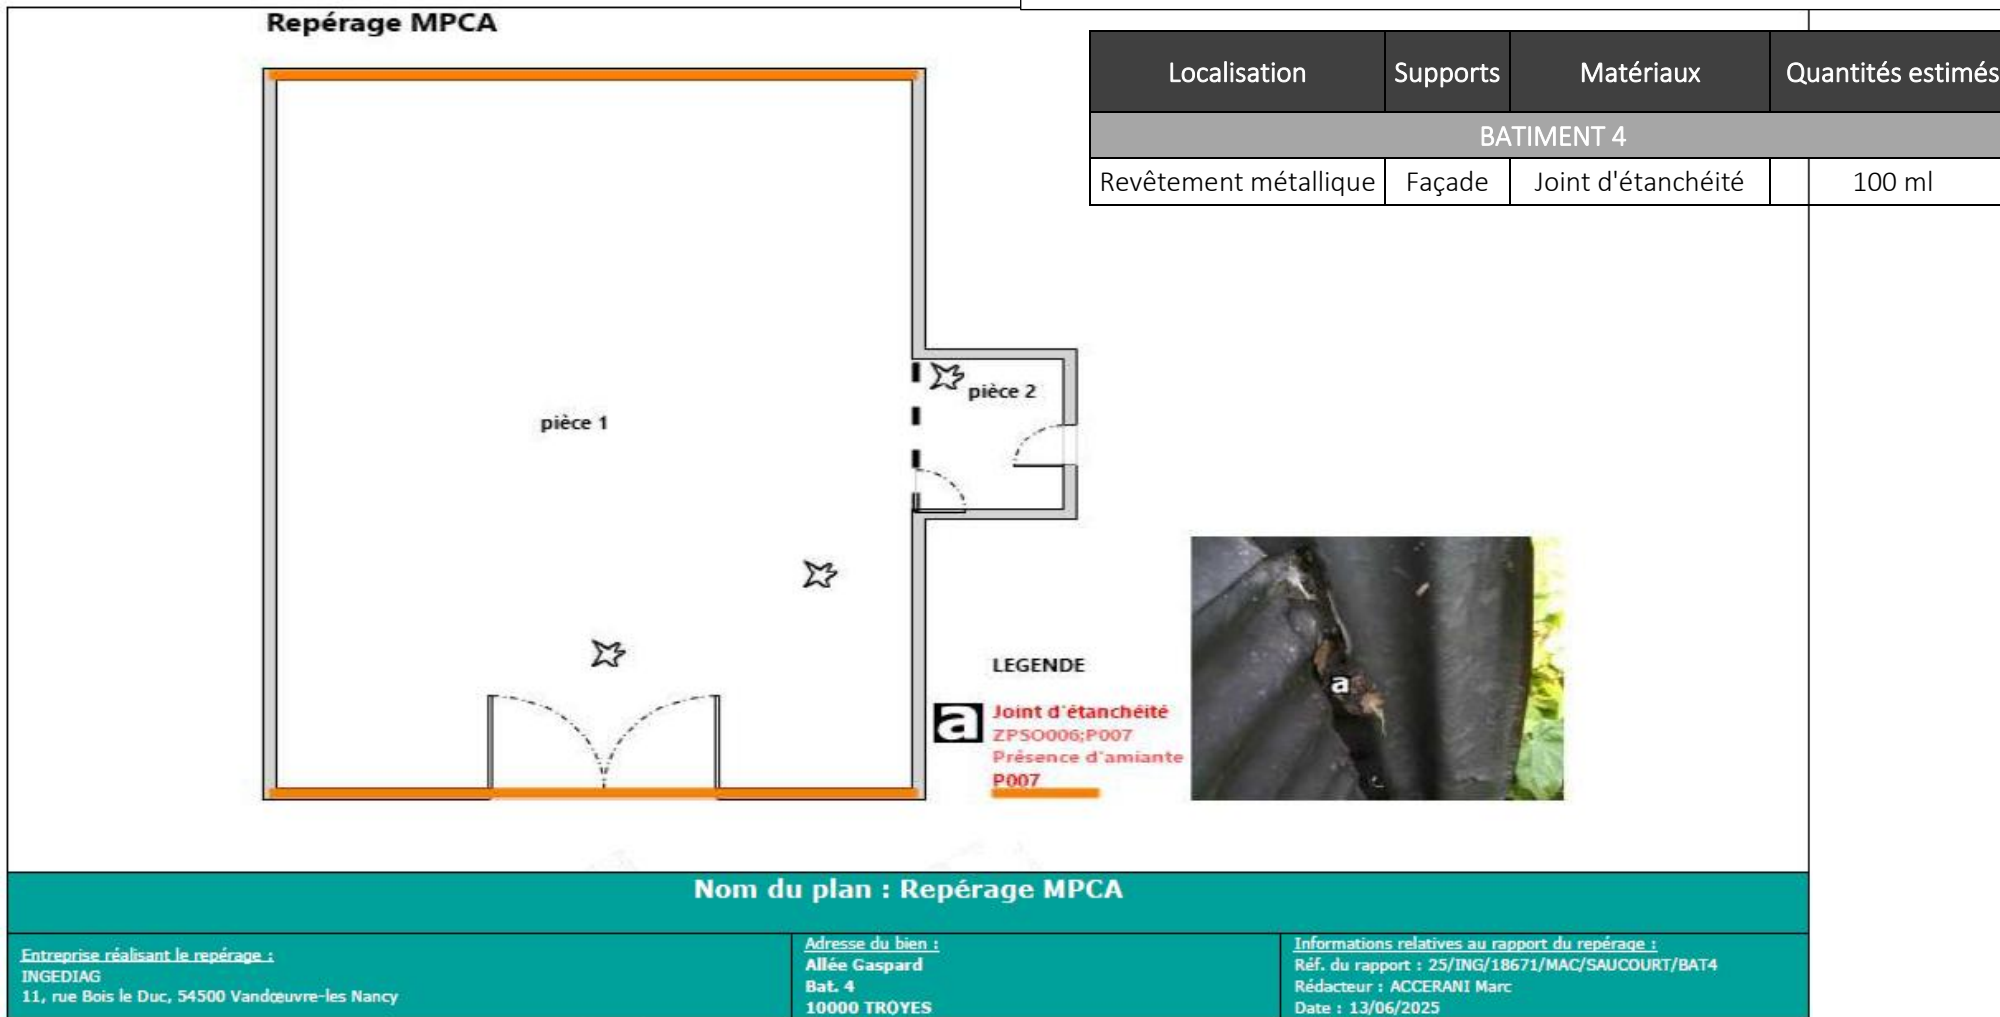 Repérage MPCA
Localisation Supports Matériaux Quantités estimés
BATIMENT 4
Revêtement métallique Façade Joint d'étanchéité 100 ml
pièce 1
pièce 2
LEGENDE
a Joint d'étanchéité
ZPSO006;P007
Présence d'amiante
P007
a
Nom du plan : Repérage MPCA
Entreprise réalisant le repérage :
INGEDIAG
11, rue Bois le Duc, 54500 Vandœuvre-les Nancy
Adresse du bien :
Allée Gaspard
Bat. 4
10000 TROYES
Informations relatives au rapport du repérage :
Réf. du rapport : 25/ING/18671/MAC/SAUCOURT/BAT4
Rédacteur : ACCERANI Marc
Date : 13/06/2025